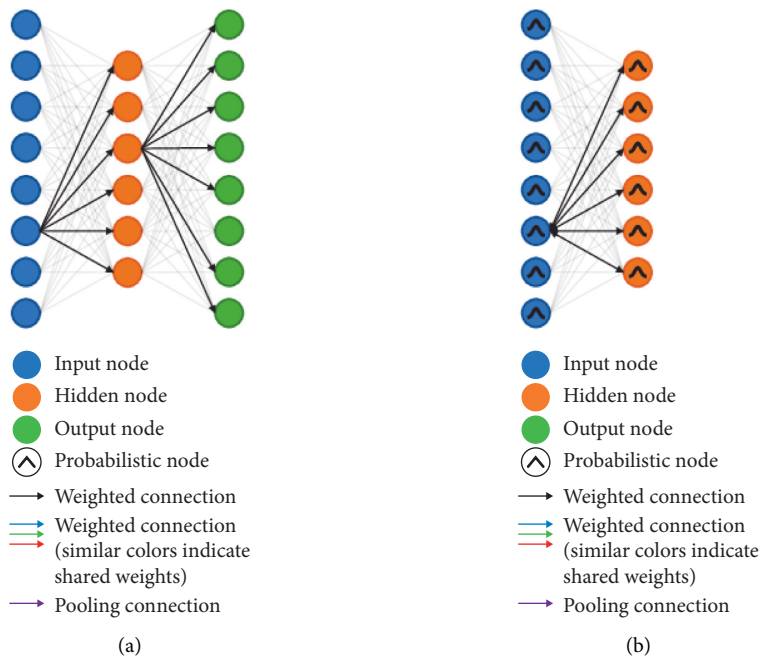 Input node
Hidden node
Output node
Probabilistic node
Weighted connection
Weighted connection
(similar colors indicate
shared weights)
Pooling connection
(a)
Input node
Hidden node
Output node
Probabilistic node
Weighted connection
Weighted connection
(similar colors indicate
shared weights)
Pooling connection
(b)